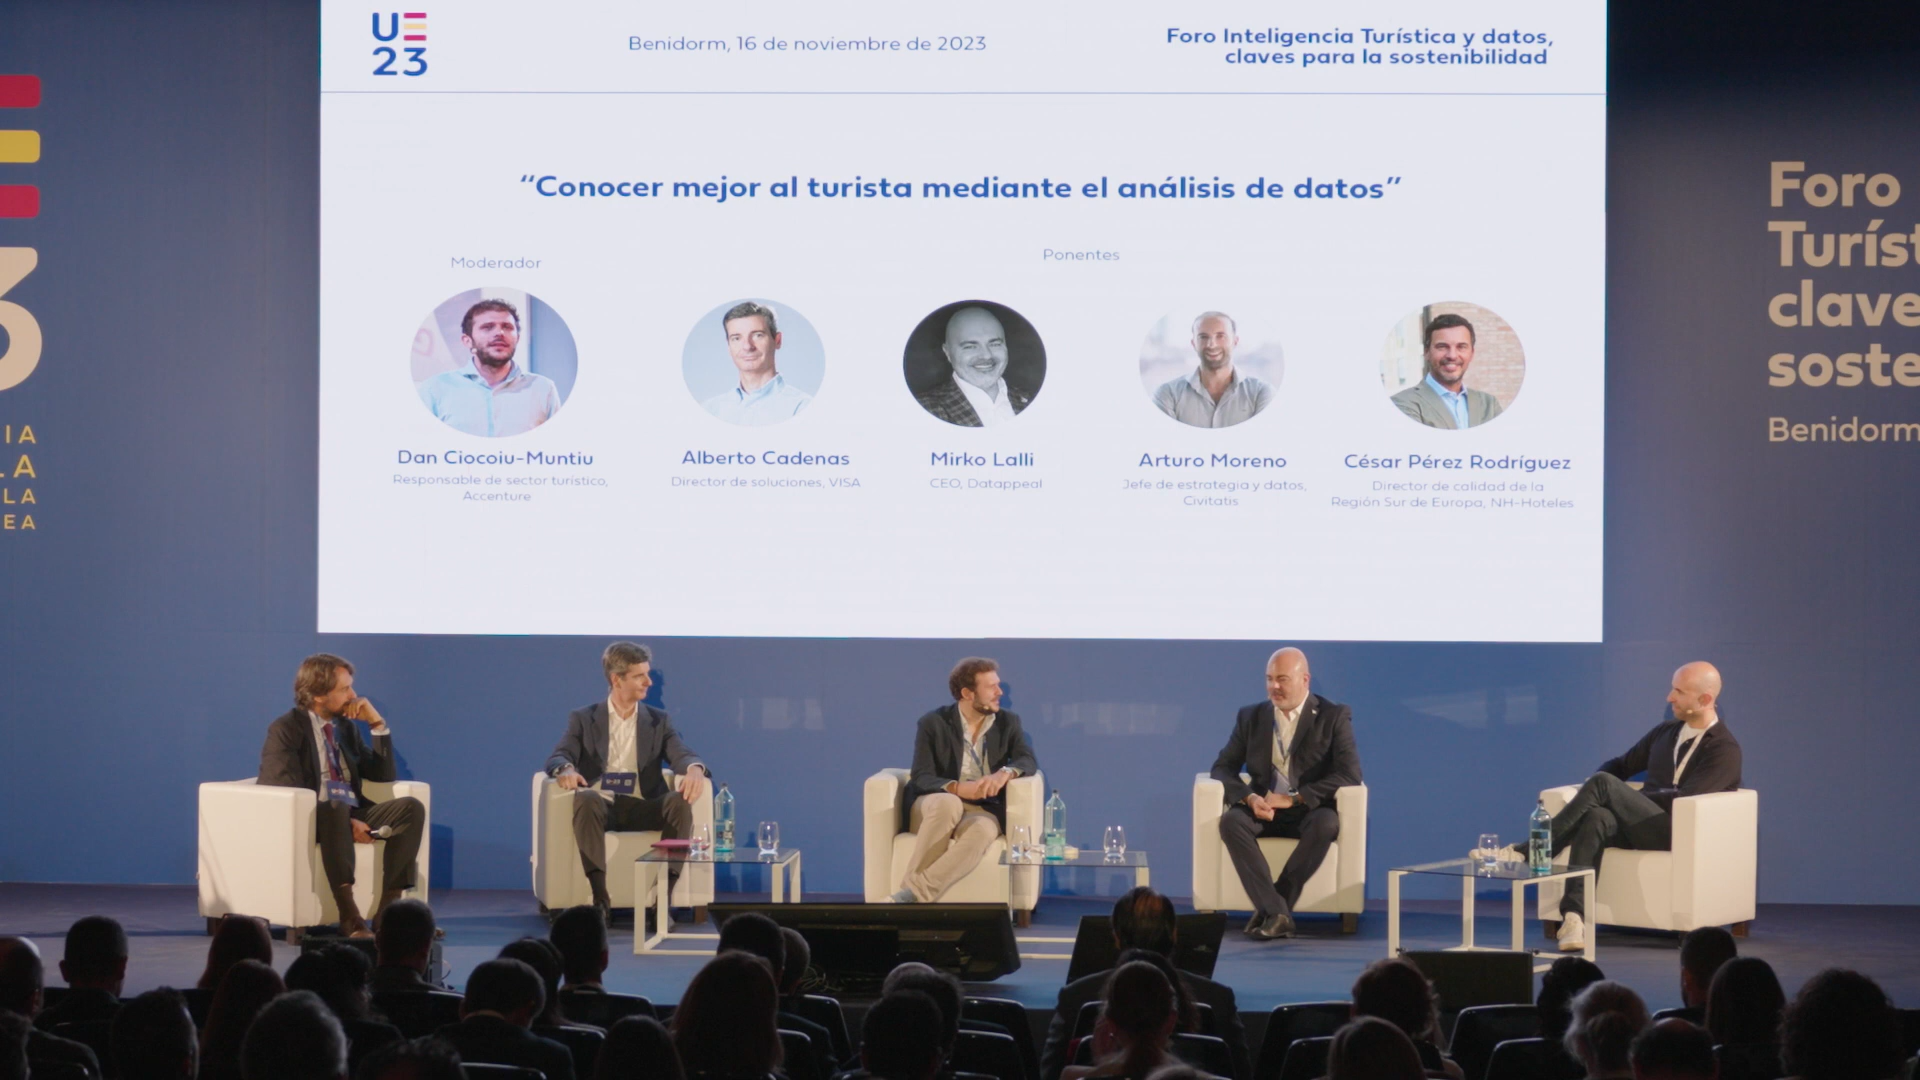 UE
23
Benidorm, 16 de noviembre de 2023
Foro Inteligencia Turística y datos,
claves para la sostenibilidad
“Conocer mejor al turista mediante el análisis de datos”
Moderador
Ponentes
Dan Ciocoiu-Muntiu
Responsable de sector turístico,
Accenture
Alberto Cadenas
Director de soluciones, VISA
Mirko Lalli
CEO, Datappeal
Arturo Moreno
Jefe de estrategia y datos,
Civitatis
César Pérez Rodríguez
Director de calidad de la
Región Sur de Europa, NH-Hoteles
3
IA
LA
LA
EA
Foro
Turíst
clave
soste
Benidorm